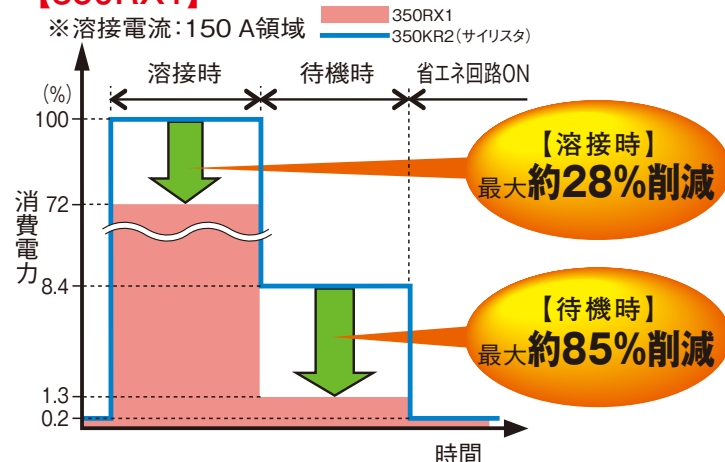 【350RX1】
※溶接電流:150 A領域
350RX1
350KR2(サイリスタ)
溶接時
待機時
省エネ回路ON
(%)
100
72
8.4
1.3
0.2
消費電力
【溶接時】
最大約28%削減
【待機時】
最大約85%削減
時間